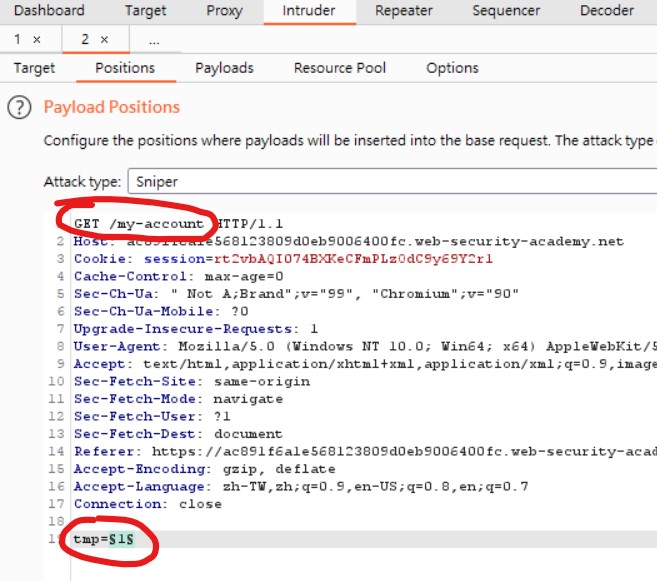 Dashboard Target Proxy Intruder Repeater Sequencer Decoder
1 × 2 × ...
Target Positions Payloads Resource Pool Options
? Payload Positions
Configure the positions where payloads will be inserted into the base request. The attack type
Attack type: Sniper
GET /my-account HTTP/1.1
2 Host: ac891f6a1e568123809d0eb9006400fc.web-security-academy.net
3 Cookie: session=rt2vbAQI074BXKeCFmPLz0dC9y69Y2r1
4 Cache-Control: max-age=0
5 Sec-Ch-Ua: " Not A;Brand";v="99", "Chromium";v="90"
6 Sec-Ch-Ua-Mobile: ?0
7 Upgrade-Insecure-Requests: 1
8 User-Agent: Mozilla/5.0 (Windows NT 10.0; Win64; x64) AppleWebKit/5
9 Accept: text/html,application/xhtml+xml,application/xml;q=0.9,image
10 Sec-Fetch-Site: same-origin
11 Sec-Fetch-Mode: navigate
12 Sec-Fetch-User: ?1
13 Sec-Fetch-Dest: document
14 Referer: https://ac891f6a1e568123809d0eb9006400fc.web-security-acad
15 Accept-Encoding: gzip, deflate
16 Accept-Language: zh-TW,zh;q=0.9,en-US;q=0.8,en;q=0.7
17 Connection: close
18
19 tmp=§1§